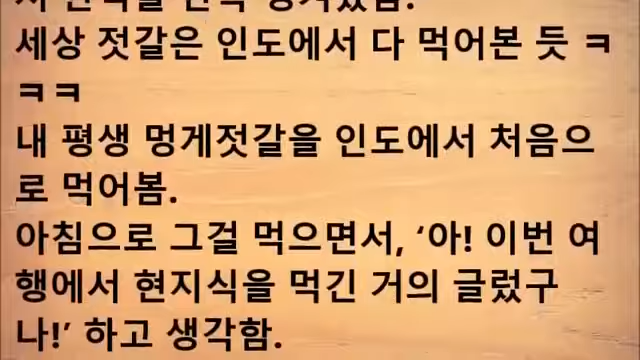 세상 젓갈은 인도에서 다 먹어본 듯 ㅋ
ㅋㅋ
내 평생 멍게젓갈을 인도에서 처음으
로 먹어봄.
아침으로 그걸 먹으면서, ‘아! 이번 여
행에서 현지식을 먹긴 거의 글렀구
나!’ 하고 생각함.